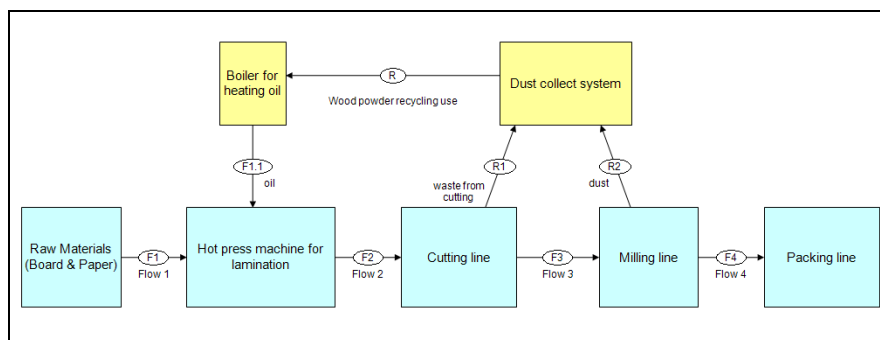 Boiler for
heating oil
R
Wood powder recycling use
Dust collect system
F1.1
oil
R1
waste from
cutting
R2
dust
Raw Materials
(Board & Paper)
F1
Flow 1
Hot press machine for
lamination
F2
Flow 2
Cutting line
F3
Flow 3
Milling line
F4
Flow 4
Packing line